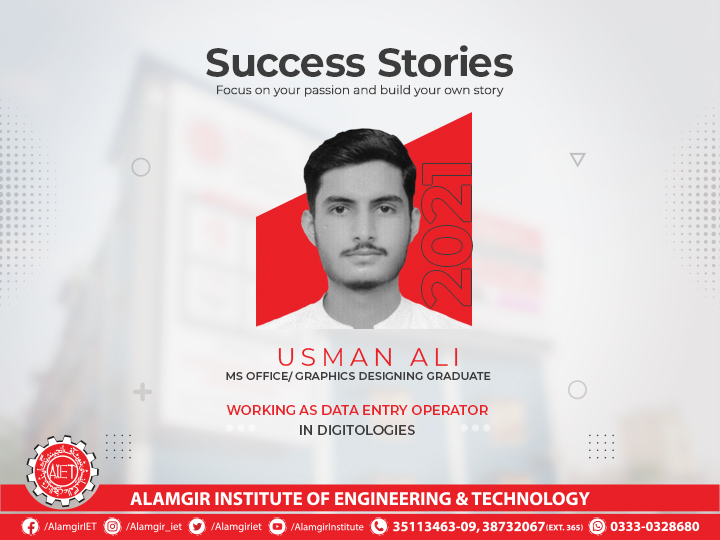 Success Stories
Focus on your passion and build your own story
2021
USMAN ALI
MS OFFICE/ GRAPHICS DESIGNING GRADUATE
WORKING AS DATA ENTRY OPERATOR
IN DIGITOLOGIES
AIET
ALAMGIR INSTITUTE OF ENGINEERING & TECHNOLOGY
/AlamgirIET /Alamgir_iet /Alamgiriet /AlamgirInstitute 35113463-09, 38732067 (EXT. 365) 0333-0328680